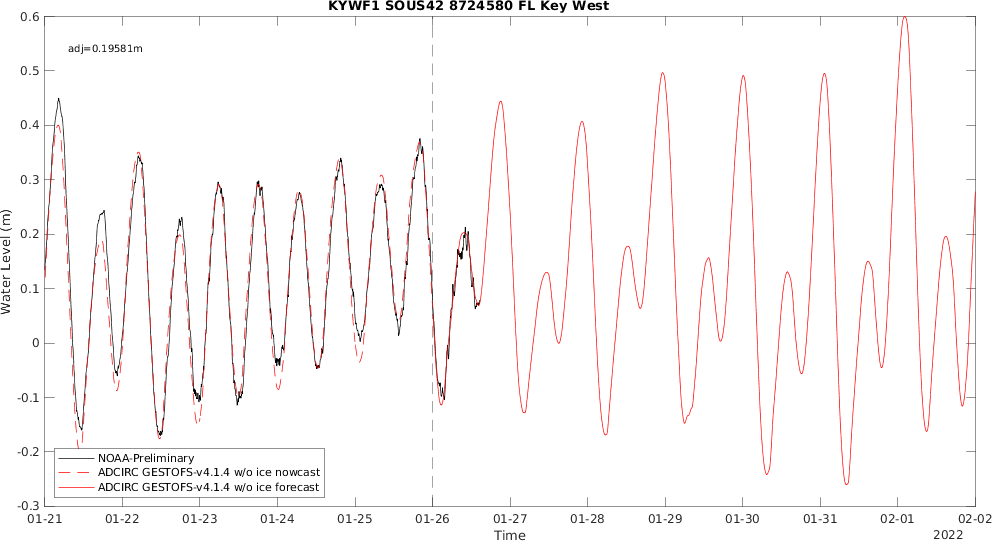 KYWF1 SOUS42 8724580 FL Key West
adj=0.19581m
Water Level (m)
0.6
0.5
0.4
0.3
0.2
0.1
0
-0.1
-0.2
-0.3
NOAA-Preliminary
ADCIRC GESTOFS-v4.1.4 w/o ice nowcast
ADCIRC GESTOFS-v4.1.4 w/o ice forecast
01-21 01-22 01-23 01-24 01-25 01-26 01-27 01-28 01-29 01-30 01-31 02-01 02-02
Time
2022